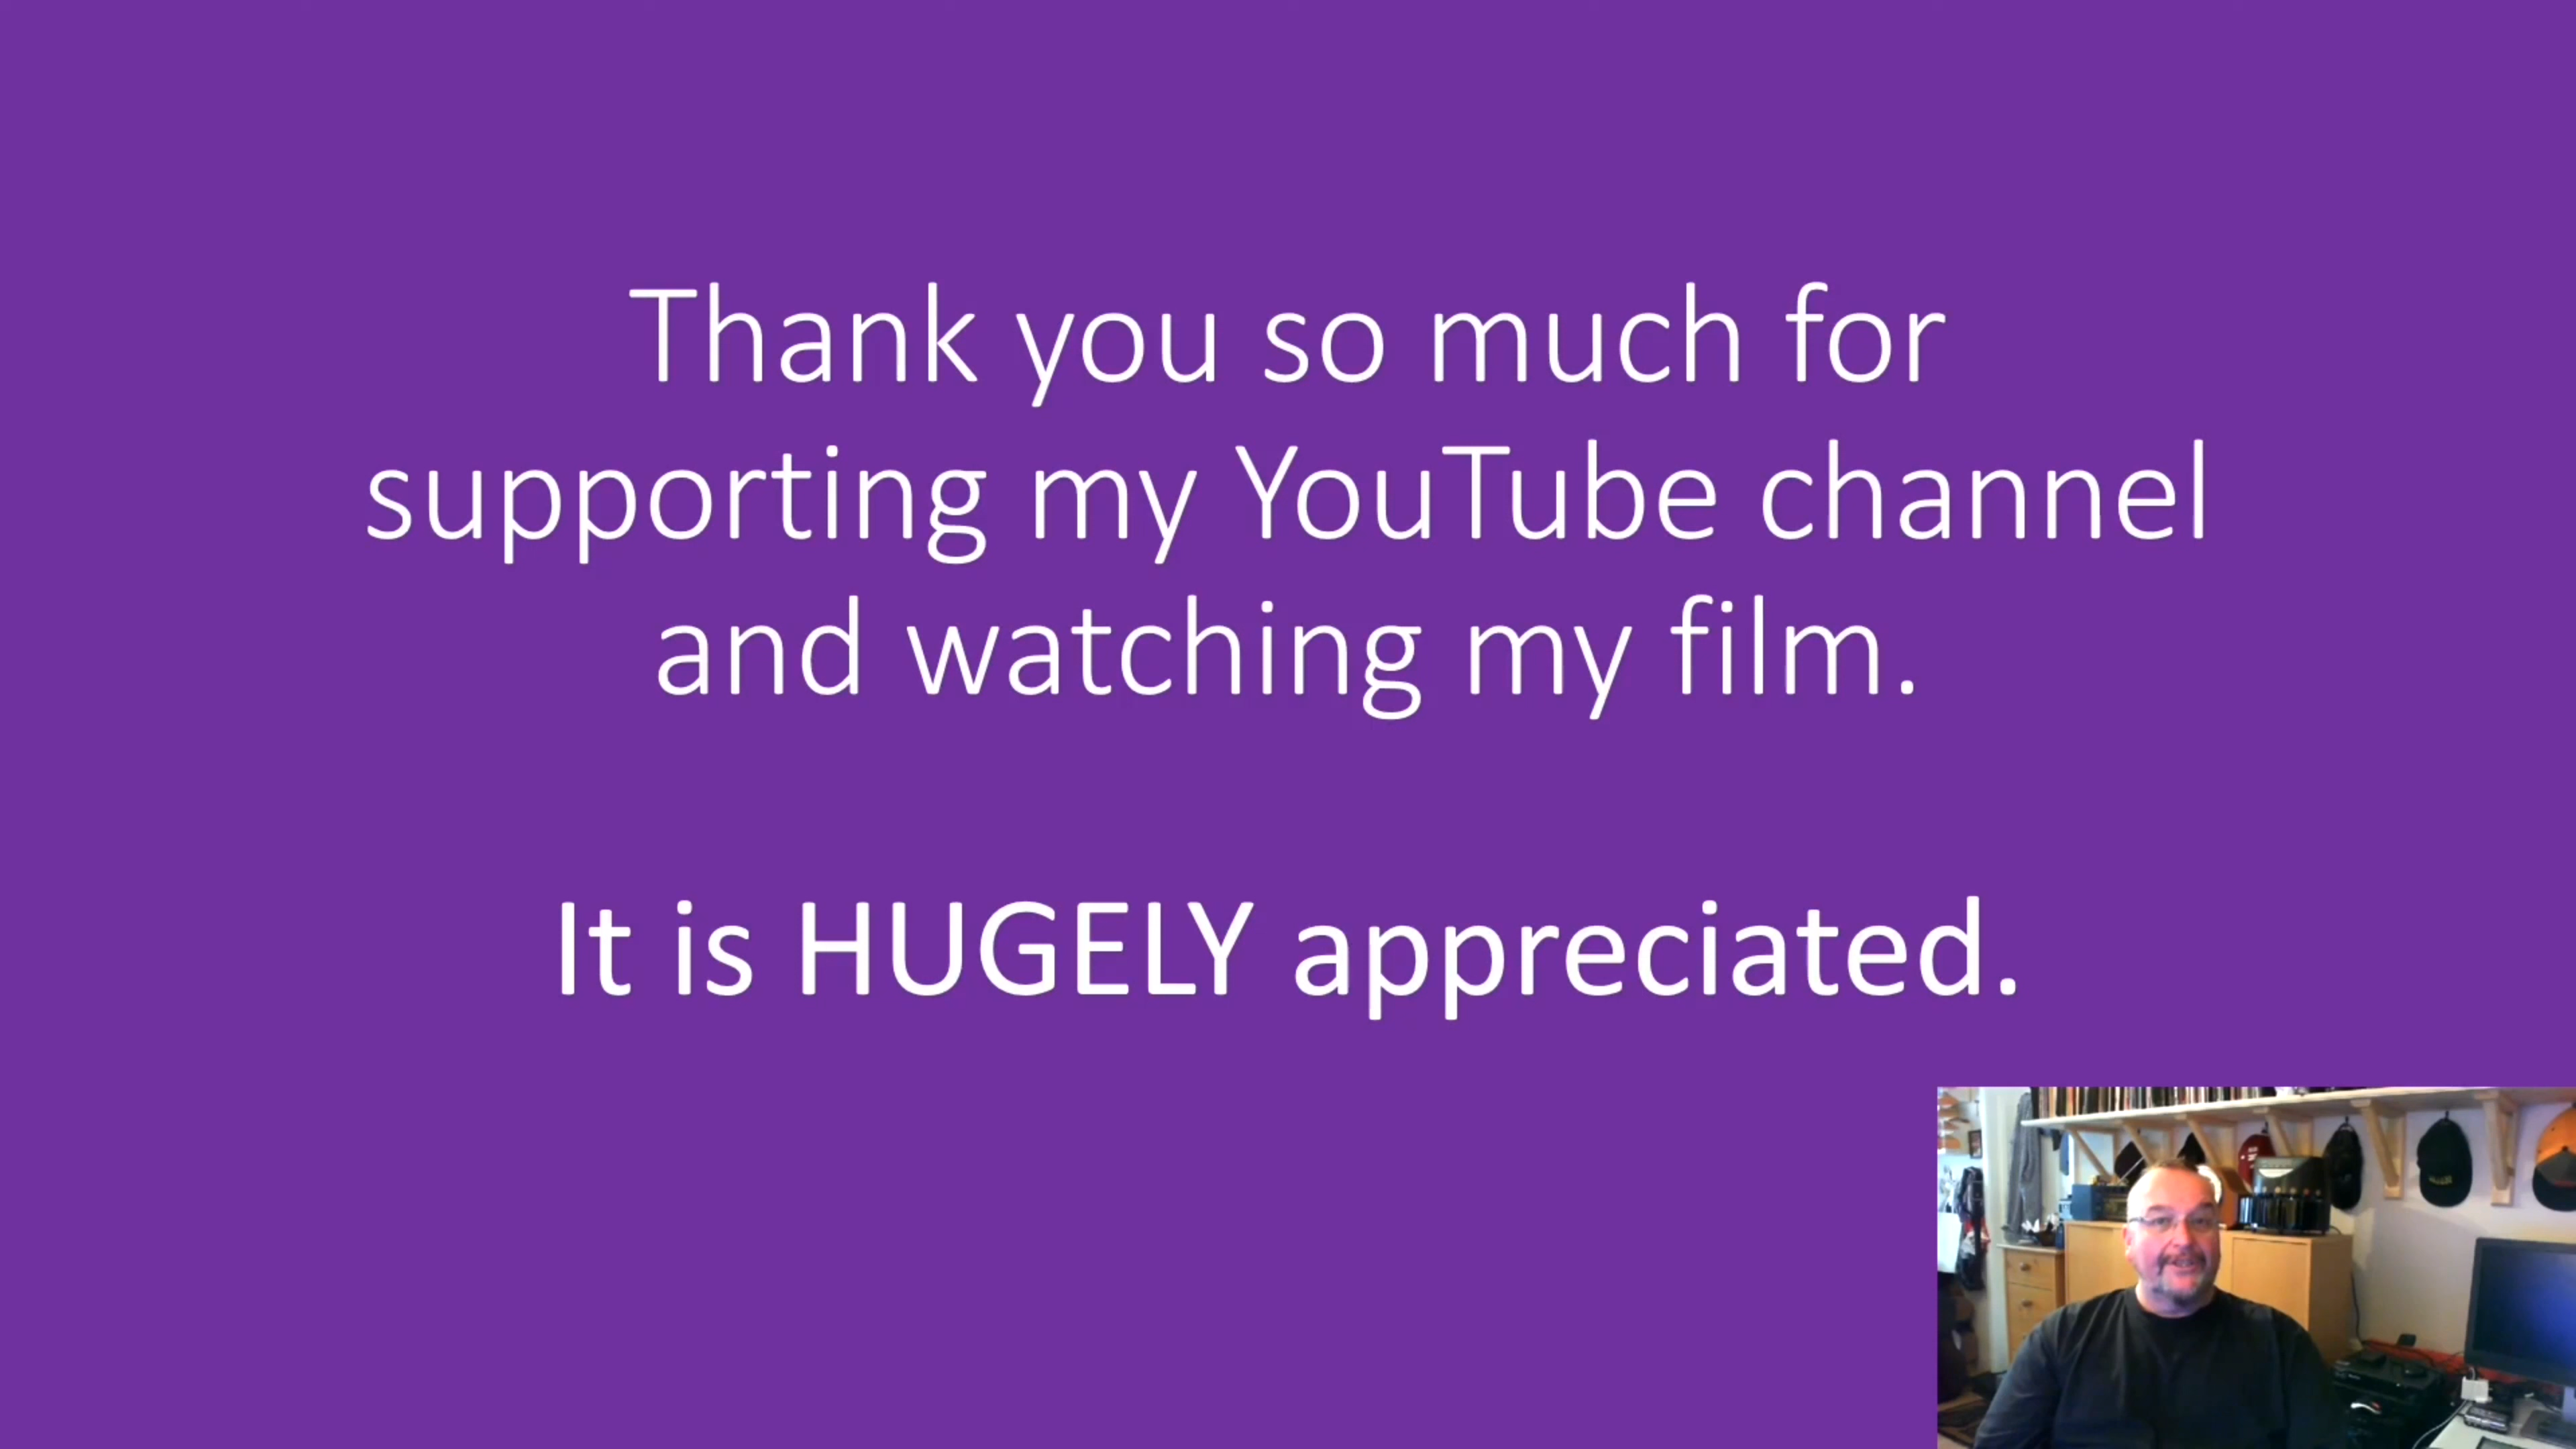 Thank you so much for
supporting my YouTube channel
and watching my film.
It is HUGELY appreciated.